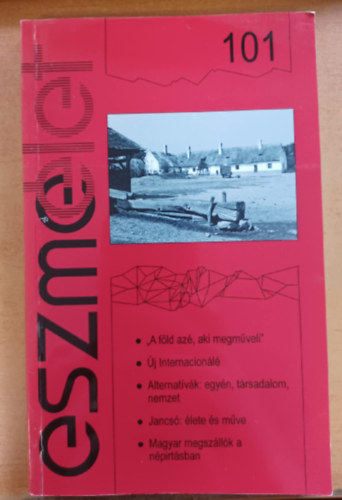 101
eszmélet
• „A föld azé, aki megműveli"
• Új Internacionálé
• Alternatívák: egyén, társadalom,
nemzet
• Jancsó: élete és műve
• Magyar megszállók a
népirtásban